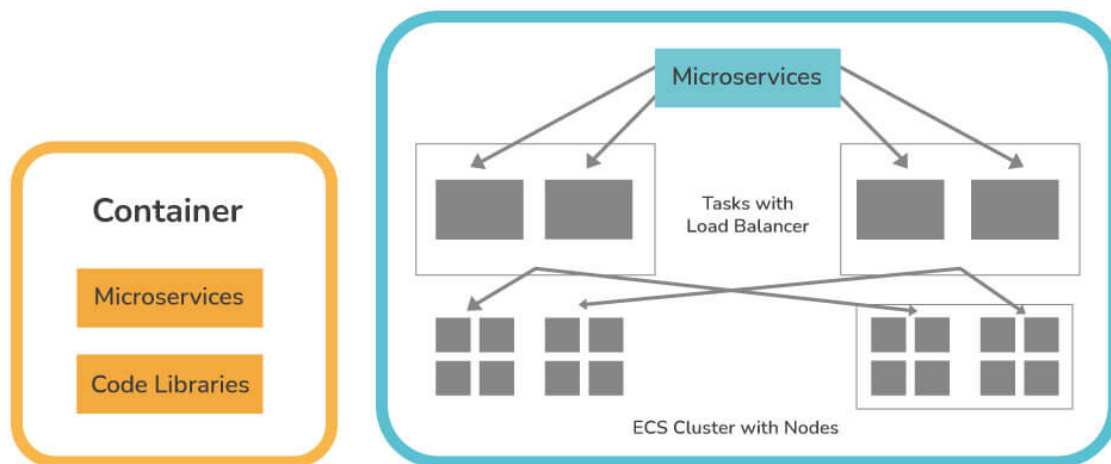 Container
Microservices
Code Libraries
Microservices
Tasks with
Load Balancer
ECS Cluster with Nodes